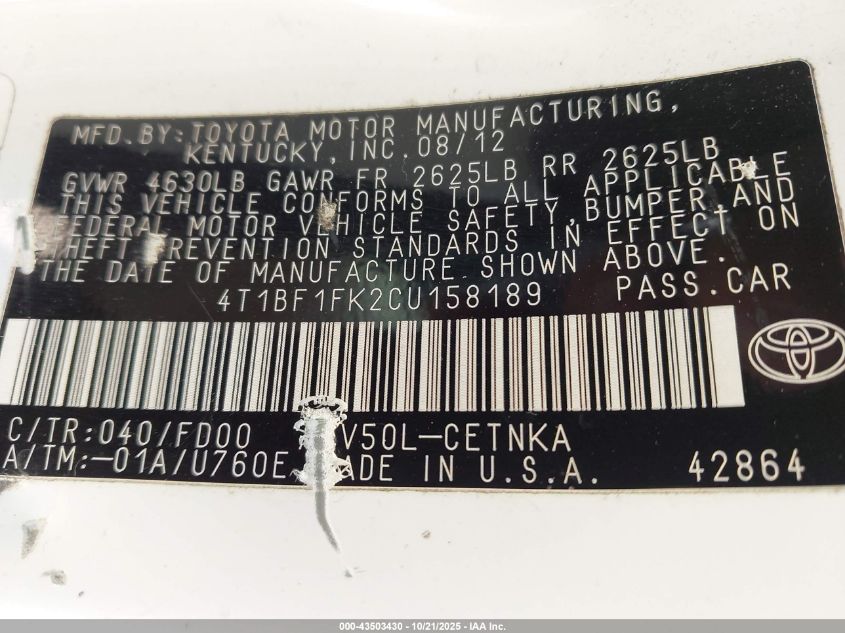 MFD.BY:TOYOTA MOTOR MANUFACTURING,
KENTUCKY,INC. 08/12
GVWR 4630LB GAWR FR 2625LB RR 2625LB
THIS VEHICLE CONFORMS TO ALL APPLICABLE
FEDERAL MOTOR VEHICLE SAFETY,BUMPER,AND
THEFT PREVENTION STANDARDS IN EFFECT ON
THE DATE OF MANUFACTURE SHOWN ABOVE.
4T1BF1FK2CU158189 PASS.CAR
C/TR:040/FD00 V50L-CETNKA
A/TM:-01A/U760E MADE IN U.S.A. 42864
000-43503430 - 10/21/2025 - IAA Inc.